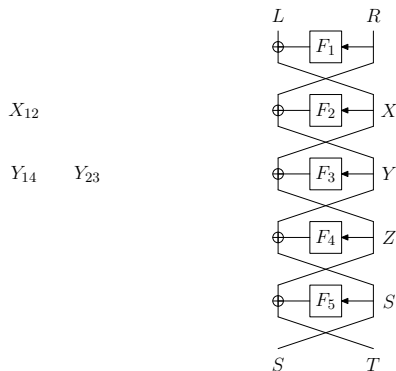 L R
F₁
X₁₂ F₂ X
Y₁₄ Y₂₃ F₃ Y
F₄ Z
F₅ S
S T